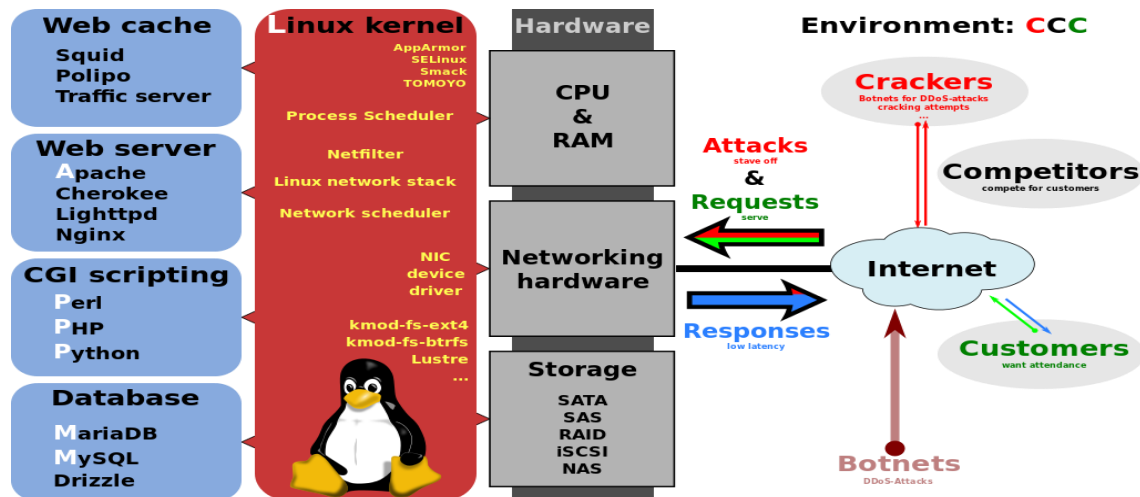 Web cache
Squid
Polipo
Traffic server
Web server
Apache
Cherokee
Lighttpd
Nginx
CGI scripting
Perl
PHP
Python
Database
MariaDB
MySQL
Drizzle
Linux kernel
AppArmor
SELinux
Smack
TOMOYO
Process Scheduler
Netfilter
Linux network stack
Network scheduler
NIC
device
driver
kmod-fs-ext4
kmod-fs-btrfs
Lustre
...
Hardware
CPU
&
RAM
Networking
hardware
Storage
SATA
SAS
RAID
iSCSI
NAS
Environment: CCC
Crackers
Botnets for DDoS-attacks
cracking attempts
...
Attacks
stave off
&
Requests
serve
Competitors
compete for customers
Internet
Responses
low latency
Customers
want attendance
Botnets
DDoS-Attacks